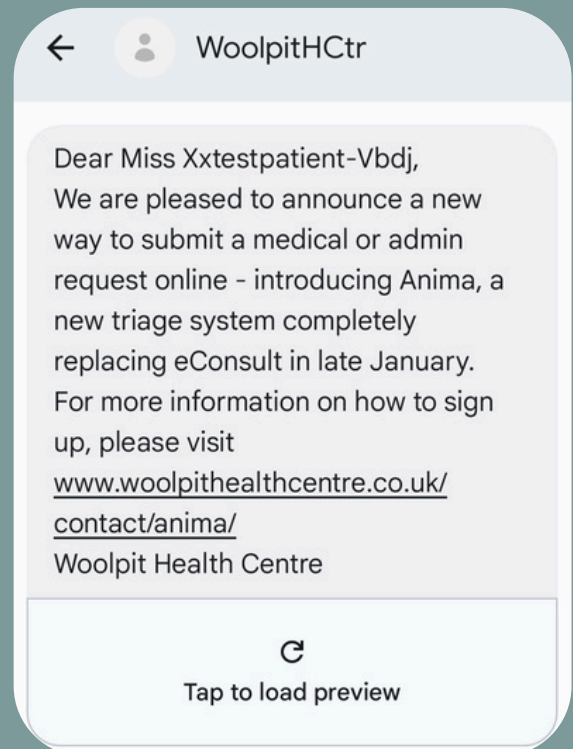 WoolpitHCtr
Dear Miss Xxtestpatient-Vbdj,
We are pleased to announce a new
way to submit a medical or admin
request online - introducing Anima, a
new triage system completely
replacing eConsult in late January.
For more information on how to sign
up, please visit
www.woolpithealthcentre.co.uk/
contact/anima/
Woolpit Health Centre
Tap to load preview